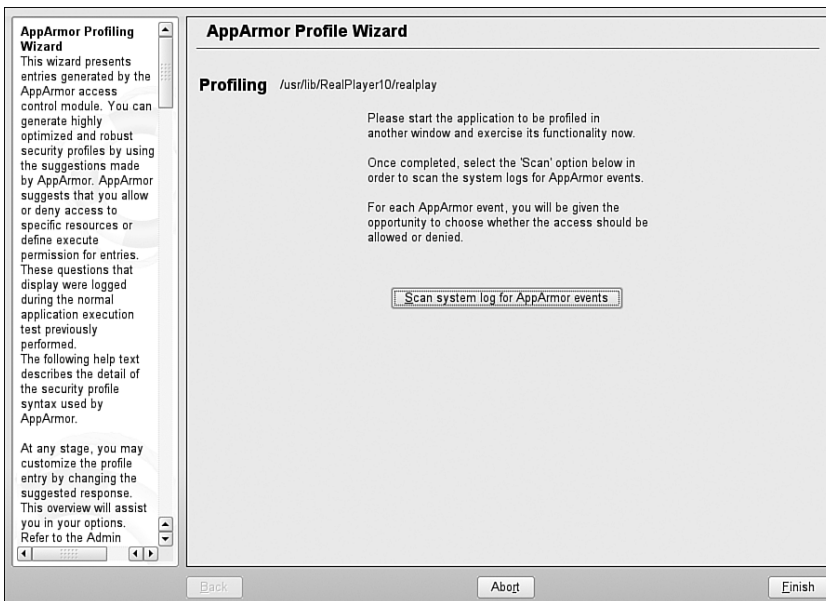 AppArmor Profiling
Wizard
This wizard presents
entries generated by the
AppArmor access
control module. You can
generate highly
optimized and robust
security profiles by using
the suggestions made
by AppArmor. AppArmor
suggests that you allow
or deny access to
specific resources or
define execute
permission for entries.
These questions that
display were logged
during the normal
application execution
test previously
performed.
The following help text
describes the detail of
the security profile
syntax used by
AppArmor.
At any stage, you may
customize the profile
entry by changing the
suggested response.
This overview will assist
you in your options.
Refer to the Admin
AppArmor Profile Wizard
Profiling /usr/lib/RealPlayer10/realplay
Please start the application to be profiled in
another window and exercise its functionality now.
Once completed, select the 'Scan' option below in
order to scan the system logs for AppArmor events.
For each AppArmor event, you will be given the
opportunity to choose whether the access should be
allowed or denied.
Scan system log for AppArmor events
Back Abort Finish